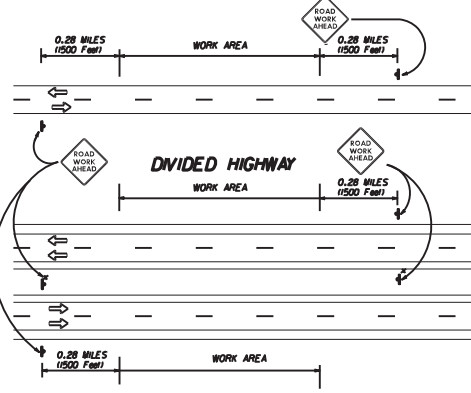 ROAD
WORK
AHEAD
0.28 MILES
(1500 Feet)
WORK AREA
0.28 MILES
(1500 Feet)
ROAD
WORK
AHEAD
DIVIDED HIGHWAY
ROAD
WORK
AHEAD
WORK AREA
0.28 MILES
(1500 Feet)
0.28 MILES
(1500 Feet)
WORK AREA